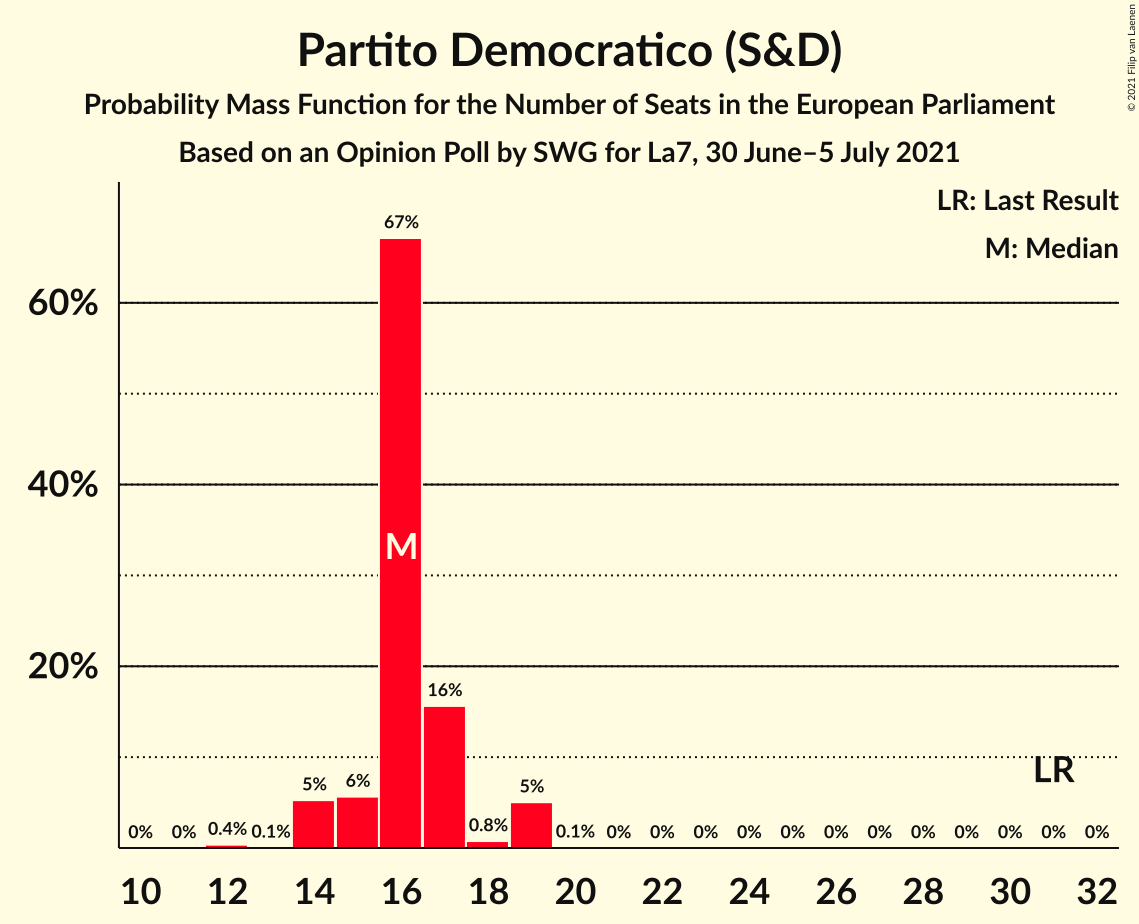 Partito Democratico (S&D)
Probability Mass Function for the Number of Seats in the European Parliament
Based on an Opinion Poll by SWG for La7, 30 June–5 July 2021
© 2021 Filip van Laenen
LR: Last Result
M: Median
67%
60%
40%
M
20%
16%
LR
5%
6%
5%
0% 0% 0.4% 0.1% 0.8% 0.1% 0% 0% 0% 0% 0% 0% 0% 0% 0% 0% 0% 0%
10 12 14 16 18 20 22 24 26 28 30 32